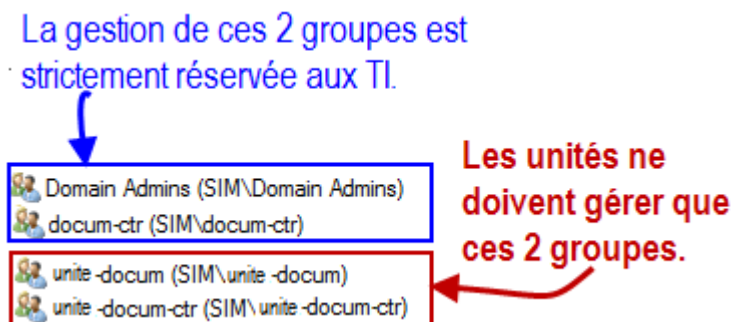 La gestion de ces 2 groupes est
strictement réservée aux TI.
Domain Admins (SIM\Domain Admins)
docum-ctr (SIM\docum-ctr)
Les unités ne
doivent gérer que
ces 2 groupes.
unite -docum (SIM\unite -docum)
unite -docum-ctr (SIM\ unite -docum-ctr)